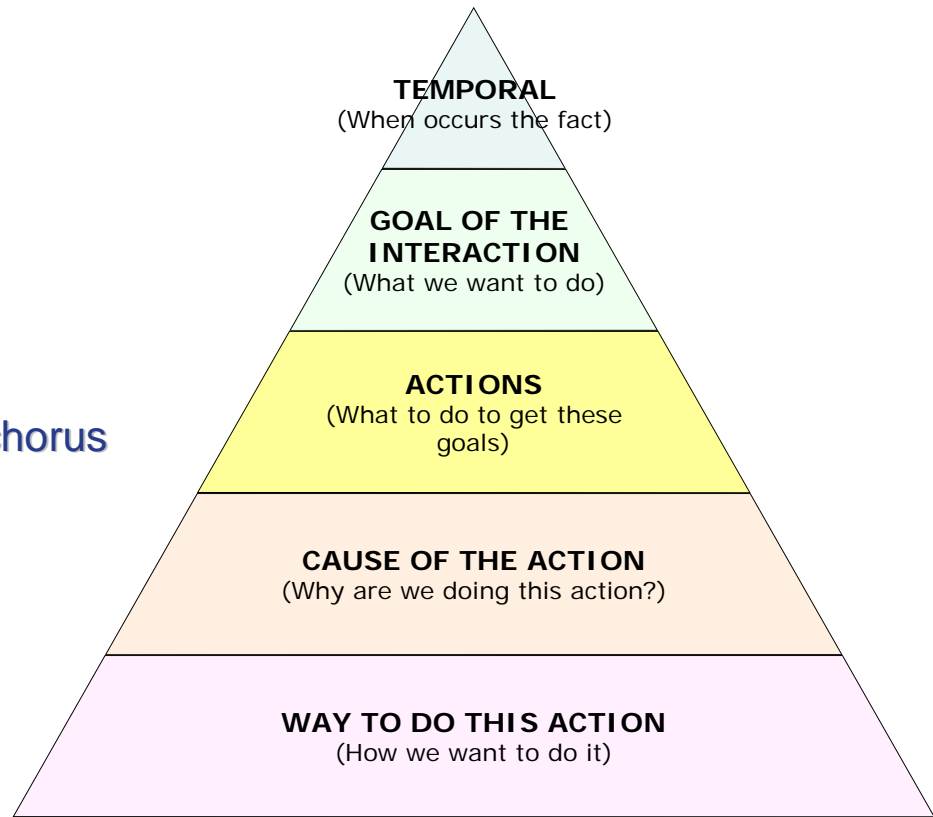 TEMPORAL
(When occurs the fact)
GOAL OF THE
INTERACTION
(What we want to do)
ACTIONS
(What to do to get these
goals)
horus
CAUSE OF THE ACTION
(Why are we doing this action?)
WAY TO DO THIS ACTION
(How we want to do it)